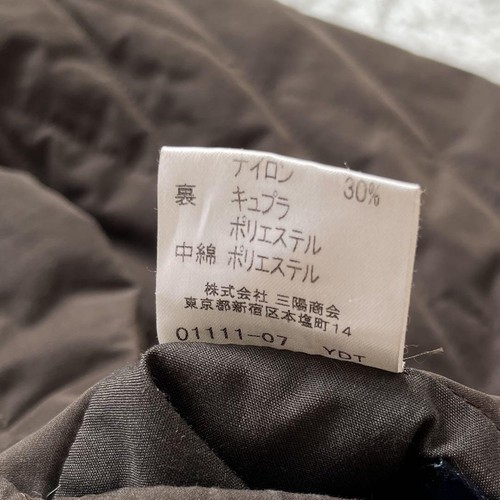 ナイロン 30%
裏 キュプラ
ポリエステル
中綿 ポリエステル
株式会社 三陽商会
東京都新宿区本塩町14
01111-07 YDT